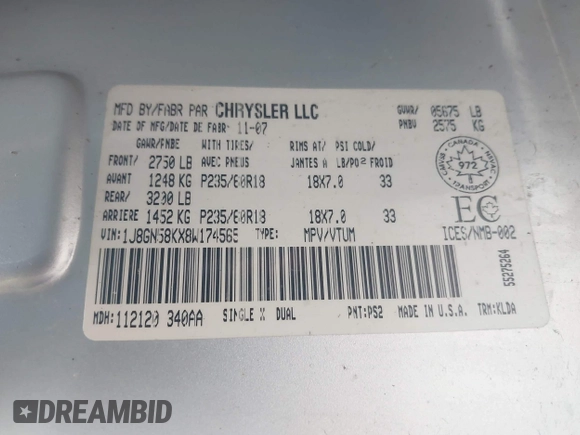 MFD BY/FABR PAR CHRYSLER LLC
GVWR/ 05675 LB
PNBV 2575 KG
DATE OF MFG/DATE DE FABR· 11-07
GAWR/PNBE WITH TIRES/ RIMS AT/ PSI COLD/
FRONT/ 2750 LB AVEC PNEUS JANTES A LB/PO2 FROID
AVANT 1248 KG P235/60R18 18X7.0 33
REAR/ 3200 LB
ARRIERE 1452 KG P235/60R18 18X7.0 33
CANADA
CMVSS NSVAC
972
TRANSPORT
EC
VIN: 1J8GN58KX8W174565 TYPE: MPV/VTUM ICES/NMB-002
55275264
MDH: 112120 340AA SINGLE X DUAL PNT: PS2 MADE IN U.S.A. TRM: KLDA
DREAMBID